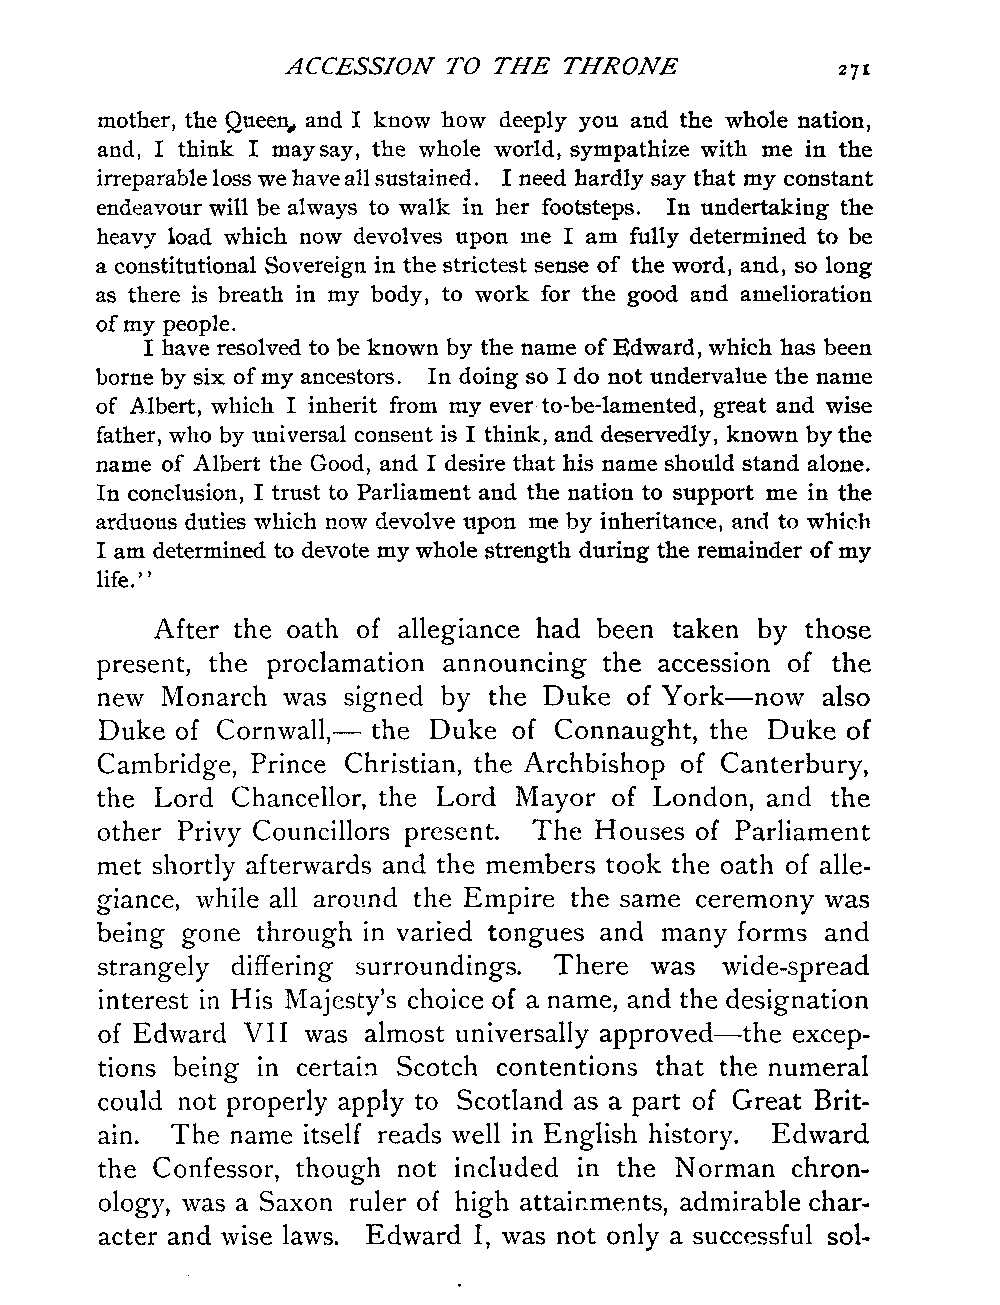 ACCESSION TO THE THRONE 271
mother, the Queen, and I know how deeply you and the whole nation,
and, I think I may say, the whole world, sympathize with me in the
irreparable loss we have all sustained. I need hardly say that my constant
endeavour will be always to walk in her footsteps. In undertaking the
heavy load which now devolves upon me I am fully determined to be
a constitutional Sovereign in the strictest sense of the word, and, so long
as there is breath in my body, to work for the good and amelioration
of my people.
I have resolved to be known by the name of Edward, which has been
borne by six of my ancestors. In doing so I do not undervalue the name
of Albert, which I inherit from my ever to-be-lamented, great and wise
father, who by universal consent is I think, and deservedly, known by the
name of Albert the Good, and I desire that his name should stand alone.
In conclusion, I trust to Parliament and the nation to support me in the
arduous duties which now devolve upon me by inheritance, and to which
I am determined to devote my whole strength during the remainder of my
life.''
After the oath of allegiance had been taken by those
present, the proclamation announcing the accession of the
new Monarch was signed by the Duke of York—now also
Duke of Cornwall,— the Duke of Connaught, the Duke of
Cambridge, Prince Christian, the Archbishop of Canterbury,
the Lord Chancellor, the Lord Mayor of London, and the
other Privy Councillors present. The Houses of Parliament
met shortly afterwards and the members took the oath of alle-
giance, while all around the Empire the same ceremony was
being gone through in varied tongues and many forms and
strangely differing surroundings. There was wide-spread
interest in His Majesty's choice of a name, and the designation
of Edward VII was almost universally approved—the excep-
tions being in certain Scotch contentions that the numeral
could not properly apply to Scotland as a part of Great Brit-
ain. The name itself reads well in English history. Edward
the Confessor, though not included in the Norman chron-
ology, was a Saxon ruler of high attainments, admirable char-
acter and wise laws. Edward I, was not only a successful sol-